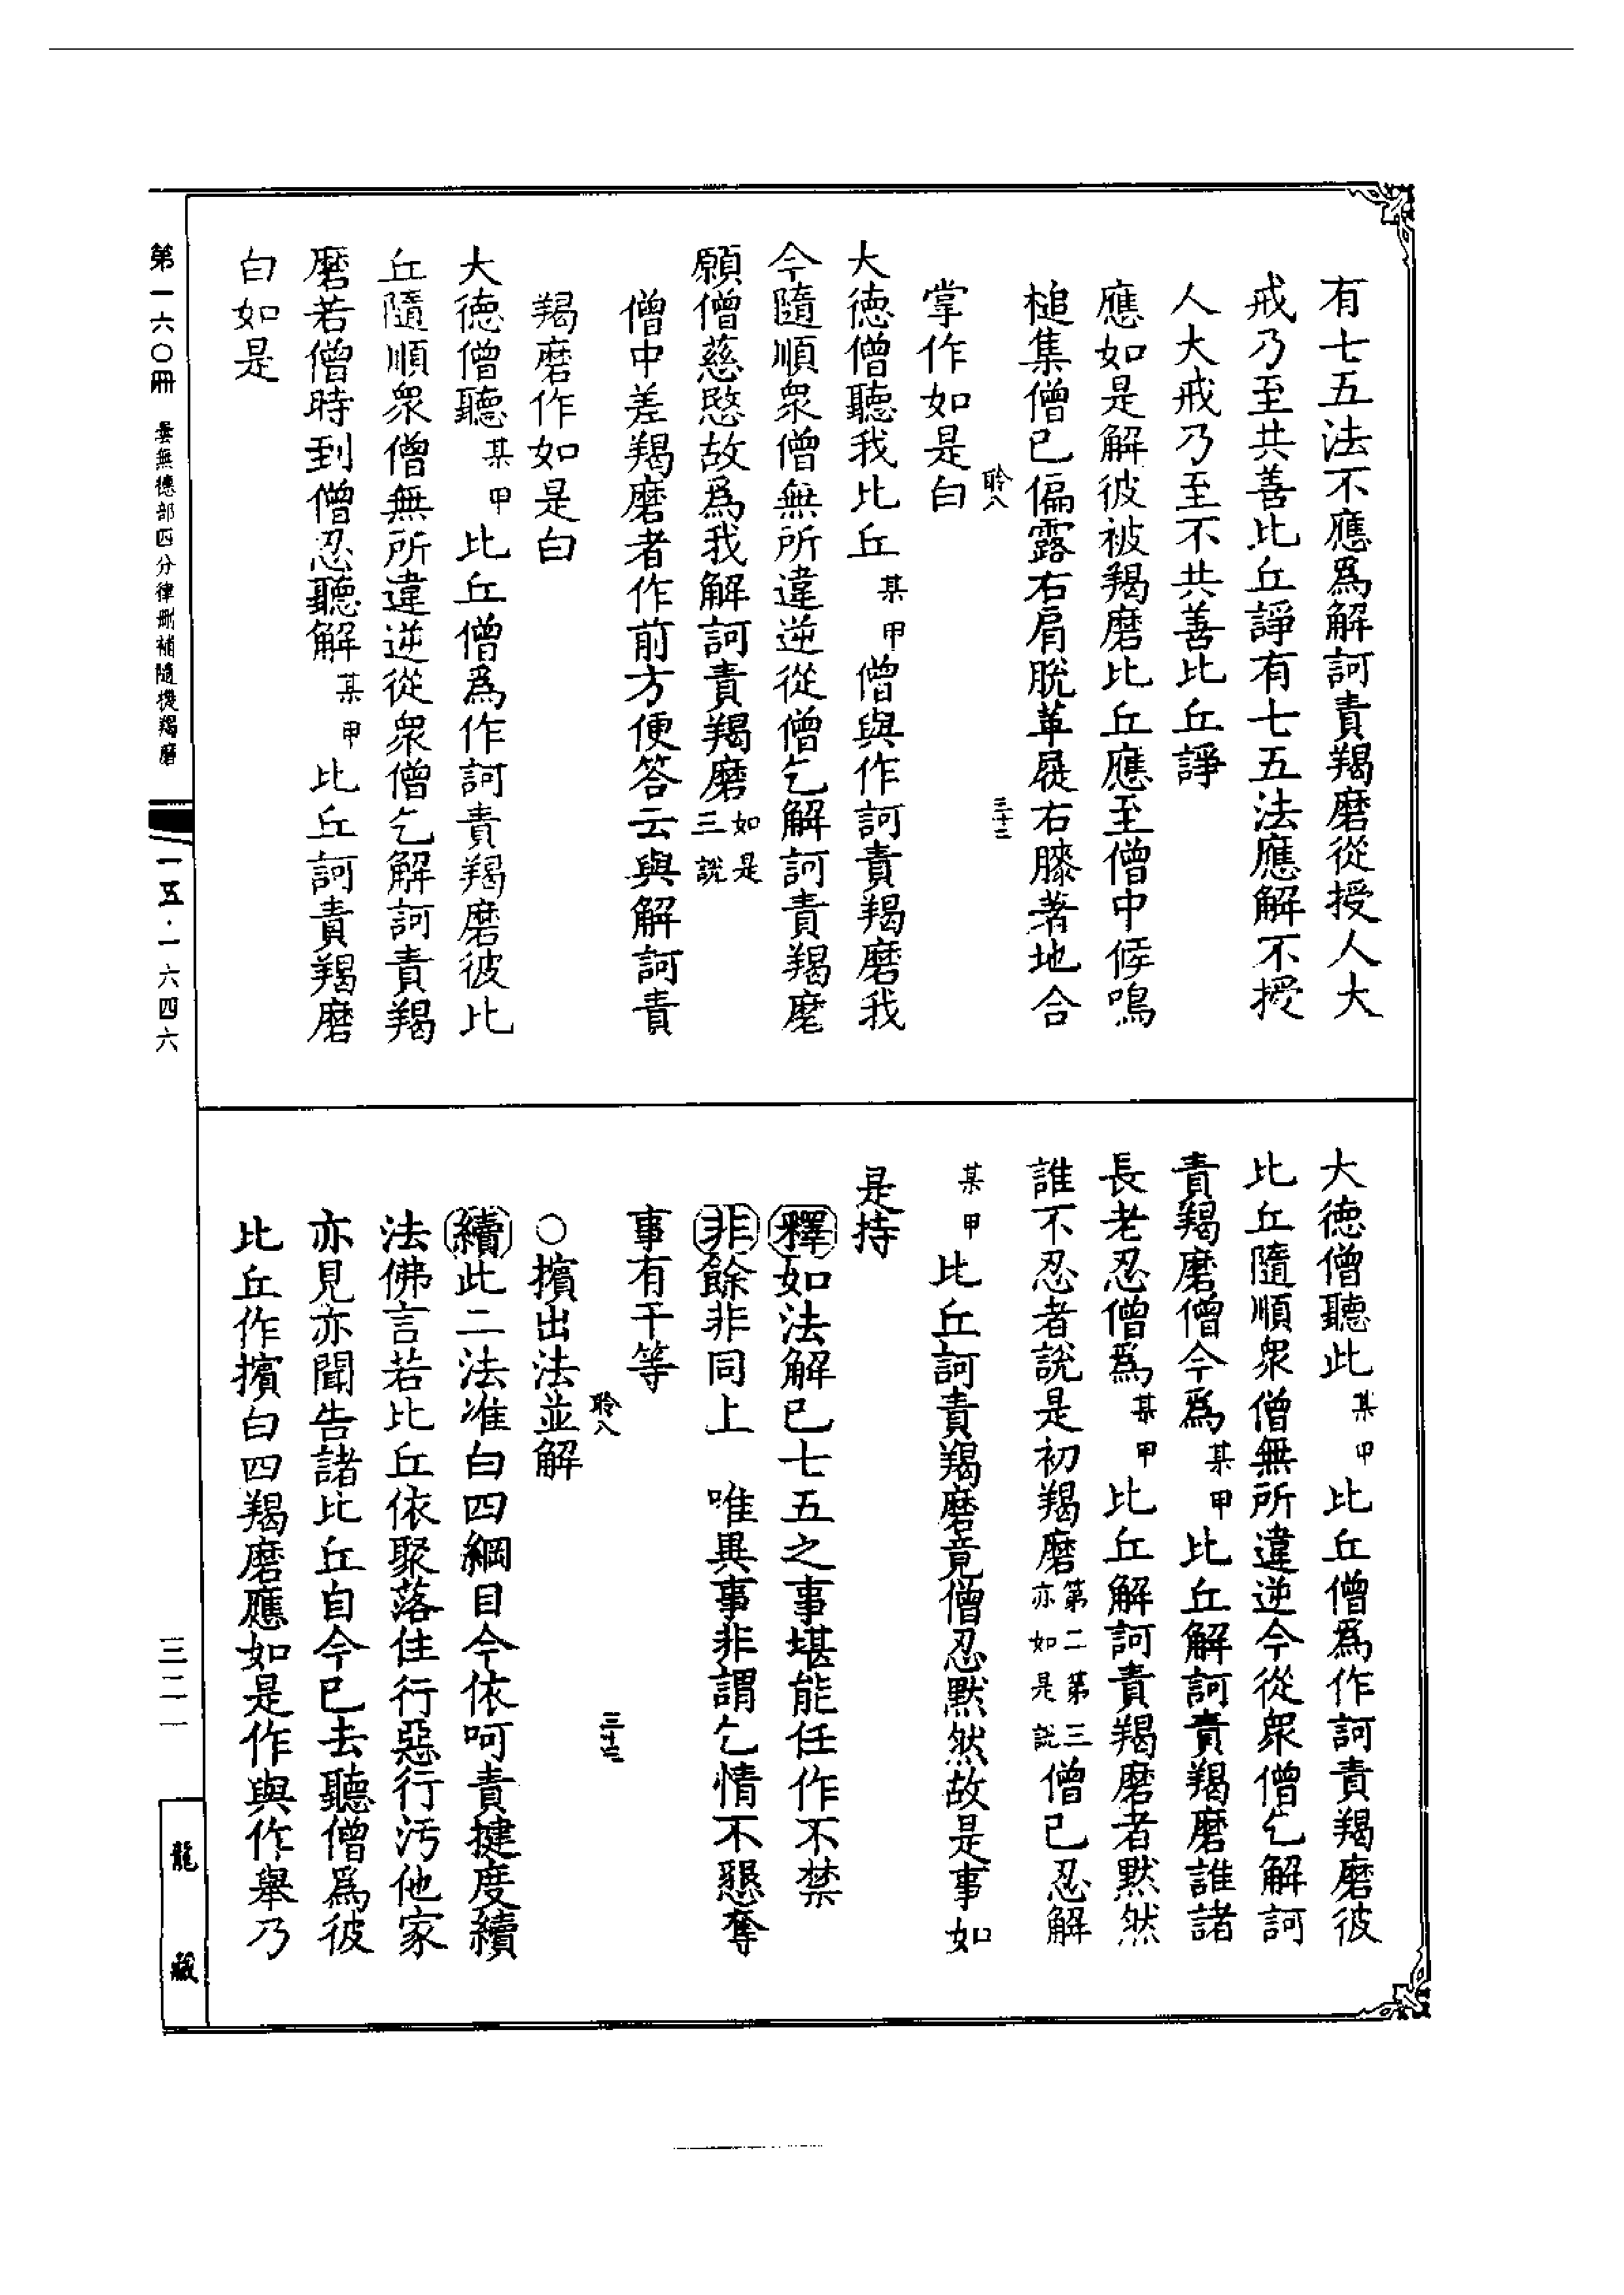 有七五法不應爲解訶責羯磨從授人大
戒乃至共善比丘諍有七五法應解不授
人大戒乃至不共善比丘諍
應如是解彼被羯磨比丘應至僧中候鳴
槌集僧已偏露右肩脫革屣右膝著地合
聆八 三十二
掌作如是白
大德僧聽我比丘某甲僧與作訶責羯磨我
今隨順眾僧無所違逆從僧乞解訶責羯磨
願僧慈愍故爲我解訶責羯磨如是三說
僧中差羯磨者作前方便答云與解訶責
羯磨作如是白
大德僧聽某甲比丘僧爲作訶責羯磨彼比
丘隨順眾僧無所違逆從眾僧乞解訶責羯
磨若僧時到僧忍聽解某甲比丘訶責羯磨
白如是
大德僧聽此某甲比丘僧爲作訶責羯磨彼
比丘隨順眾僧無所違逆今從眾僧乞解訶
責羯磨僧今爲某甲比丘解訶責羯磨誰諸
長老忍僧爲某甲比丘解訶責羯磨者默然
誰不忍者說是初羯磨第二第三亦如是說僧已忍解
某甲比丘訶責羯磨竟僧忍默然故是事如
是持
釋如法解已七五之事堪能任作不禁
非餘非同上 唯異事非謂乞情不懇奪
事有干等
聆八 三十三
○擯出法並解
續此二法准白四綱目今依呵責揵度續
法佛言若比丘依聚落住行惡行污他家
亦見亦聞告諸比丘自今已去聽僧爲彼
比丘作擯白四羯磨應如是作與作舉乃
第一六〇冊 曇無德部四分律刪補隨機羯磨
一五·一六四六
三二一
龍藏